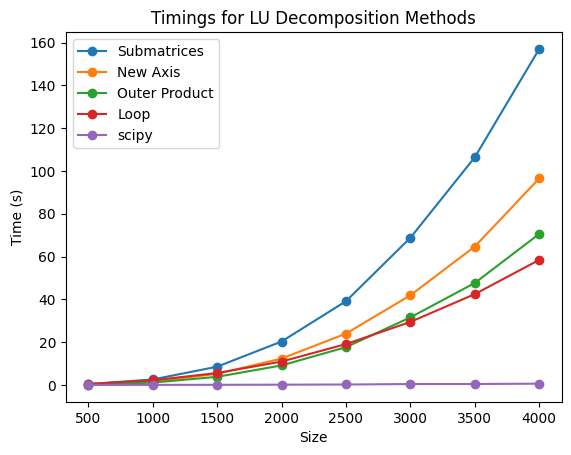 Timings for LU Decomposition Methods
Submatrices
New Axis
Outer Product
Loop
scipy
Time (s)
160
140
120
100
80
60
40
20
0
500 1000 1500 2000 2500 3000 3500 4000
Size